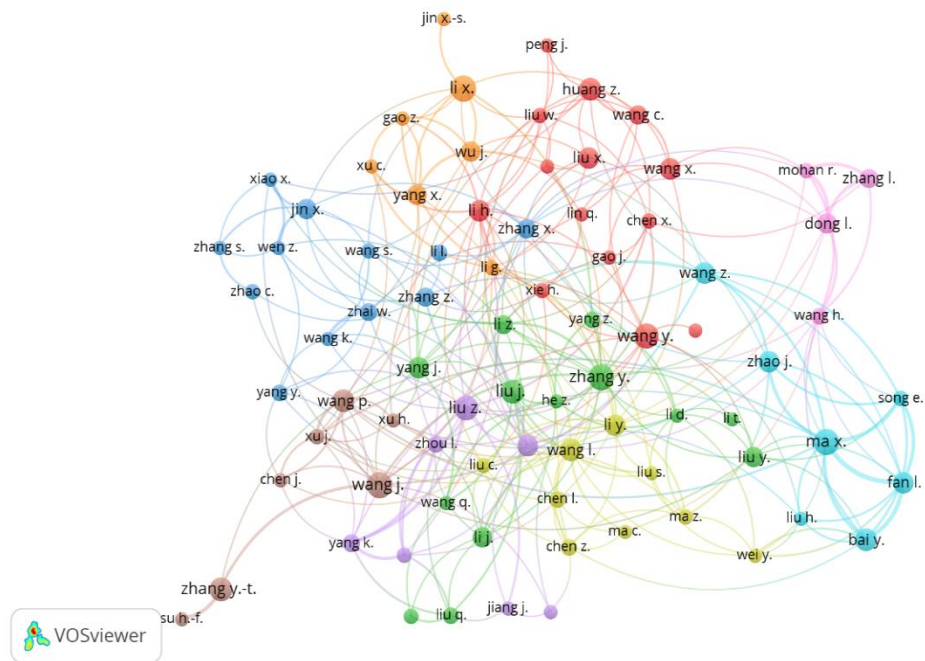 jin x.-s.
peng j.
li x.
huang z.
gao z.
liu w.
wang c.
wu j.
liu x.
xu c.
wang x.
mohan r.
zhang l.
xiao x.
yang x.
jin x.
li h.
lin q.
chen x.
dong l.
zhang x.
zhang s.
wen z.
wang s.
li l.
gao j.
li g.
wang z.
zhao c.
zhang z.
xie h.
zhai w.
wang h.
li z.
yang z.
wang k.
wang y.
yang j.
zhang y.
zhao j.
yang y.
wang p.
liu j.
he z.
song e.
liu z.
xu h.
li d.
li t.
li y.
xu j.
zhou l.
wang l.
ma x.
liu y.
liu c.
liu s.
chen j.
wang j.
fan l.
wang q.
chen l.
ma z.
liu h.
ma c.
yang k.
li j.
chen z.
bai y.
wei y.
zhang y.-t.
jiang j.
liu q.
su h.-f.
VOSviewer